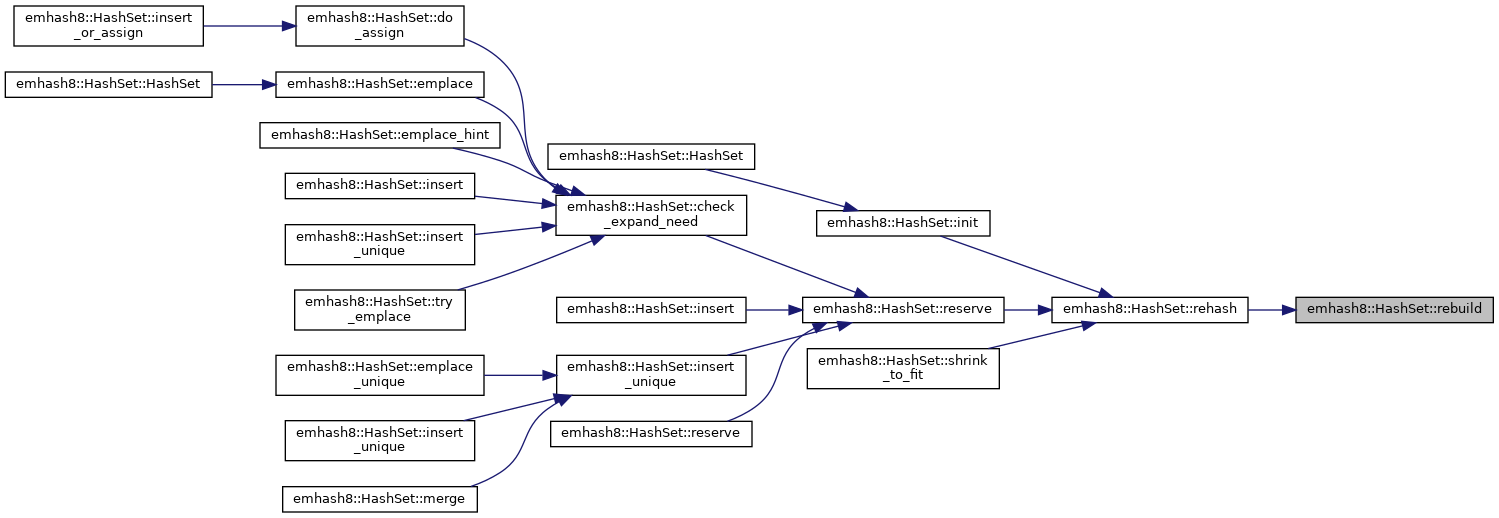 emhash8::HashSet::insert
_or_assign
emhash8::HashSet::do
_assign
emhash8::HashSet::HashSet
emhash8::HashSet::emplace
emhash8::HashSet::emplace_hint
emhash8::HashSet::HashSet
emhash8::HashSet::insert
emhash8::HashSet::check
_expand_need
emhash8::HashSet::init
emhash8::HashSet::insert
_unique
emhash8::HashSet::try
_emplace
emhash8::HashSet::insert
emhash8::HashSet::reserve
emhash8::HashSet::rehash
emhash8::HashSet::rebuild
emhash8::HashSet::emplace
_unique
emhash8::HashSet::insert
_unique
emhash8::HashSet::shrink
_to_fit
emhash8::HashSet::insert
_unique
emhash8::HashSet::reserve
emhash8::HashSet::merge